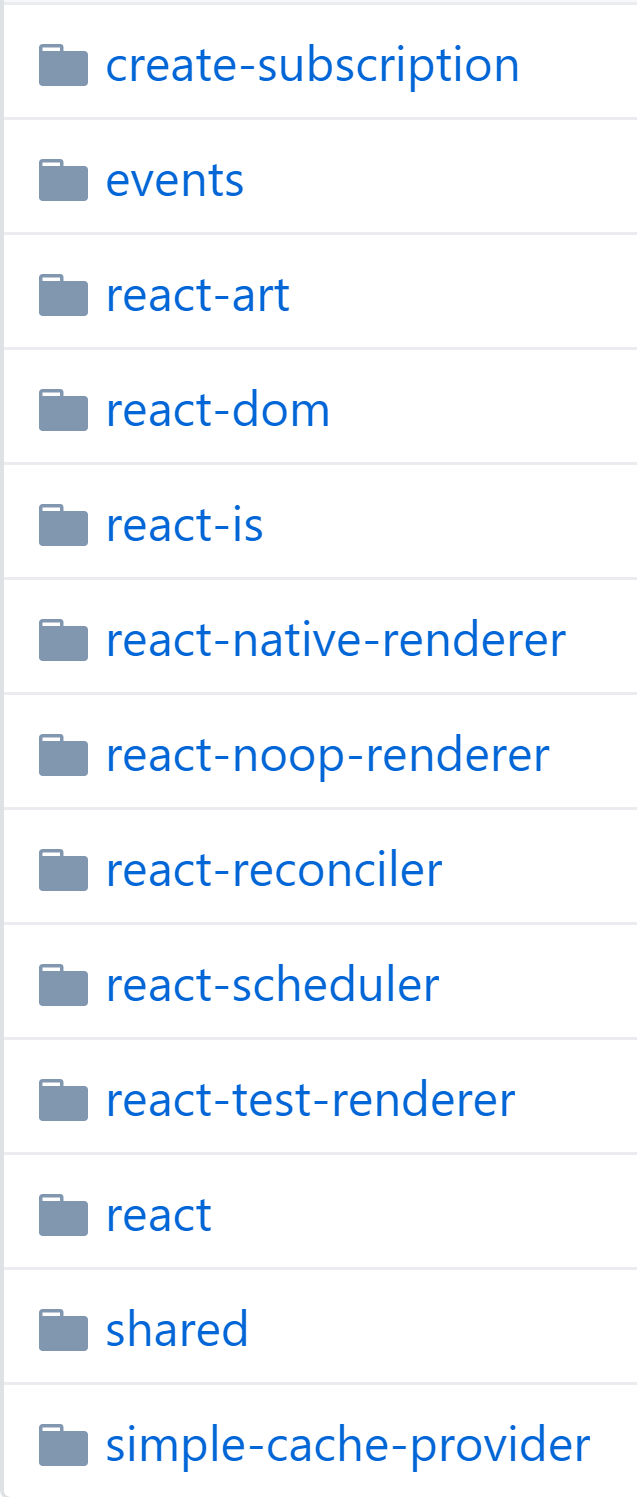 create-subscription
events
react-art
react-dom
react-is
react-native-renderer
react-noop-renderer
react-reconciler
react-scheduler
react-test-renderer
react
shared
simple-cache-provider